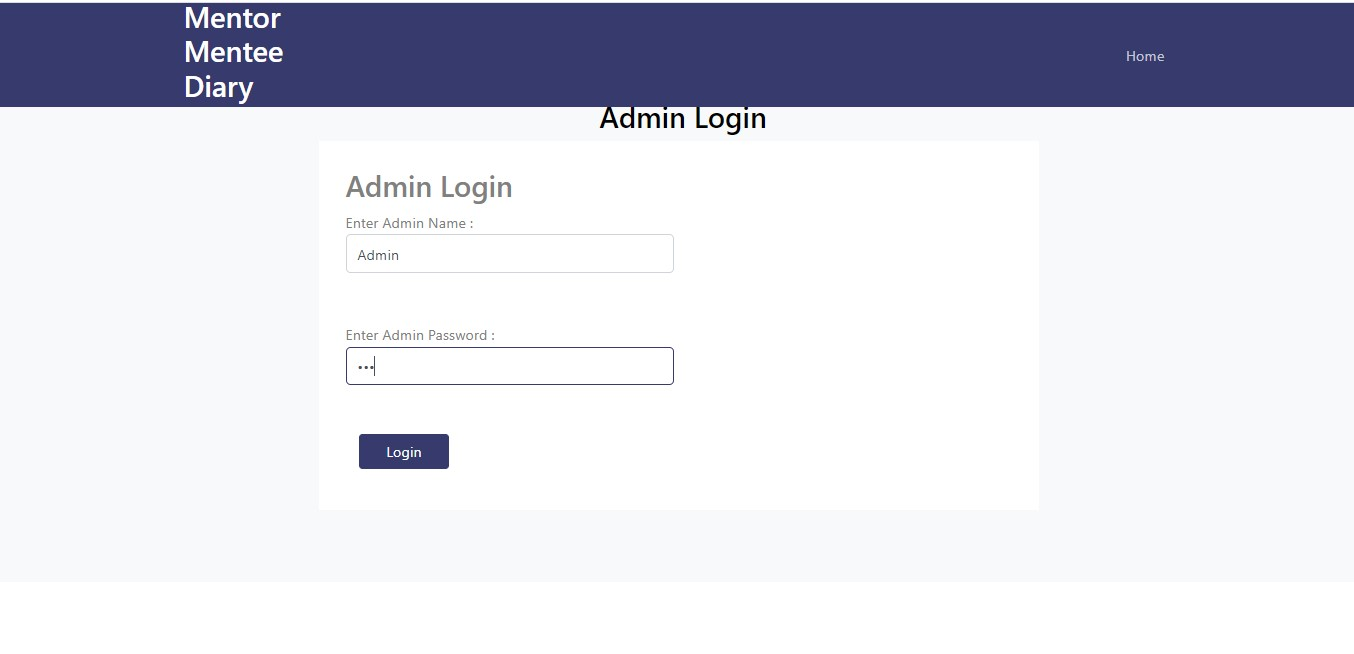 Mentor
Mentee
Diary
Home
Admin Login
Admin Login
Enter Admin Name :
Admin
Enter Admin Password :
•••
Login